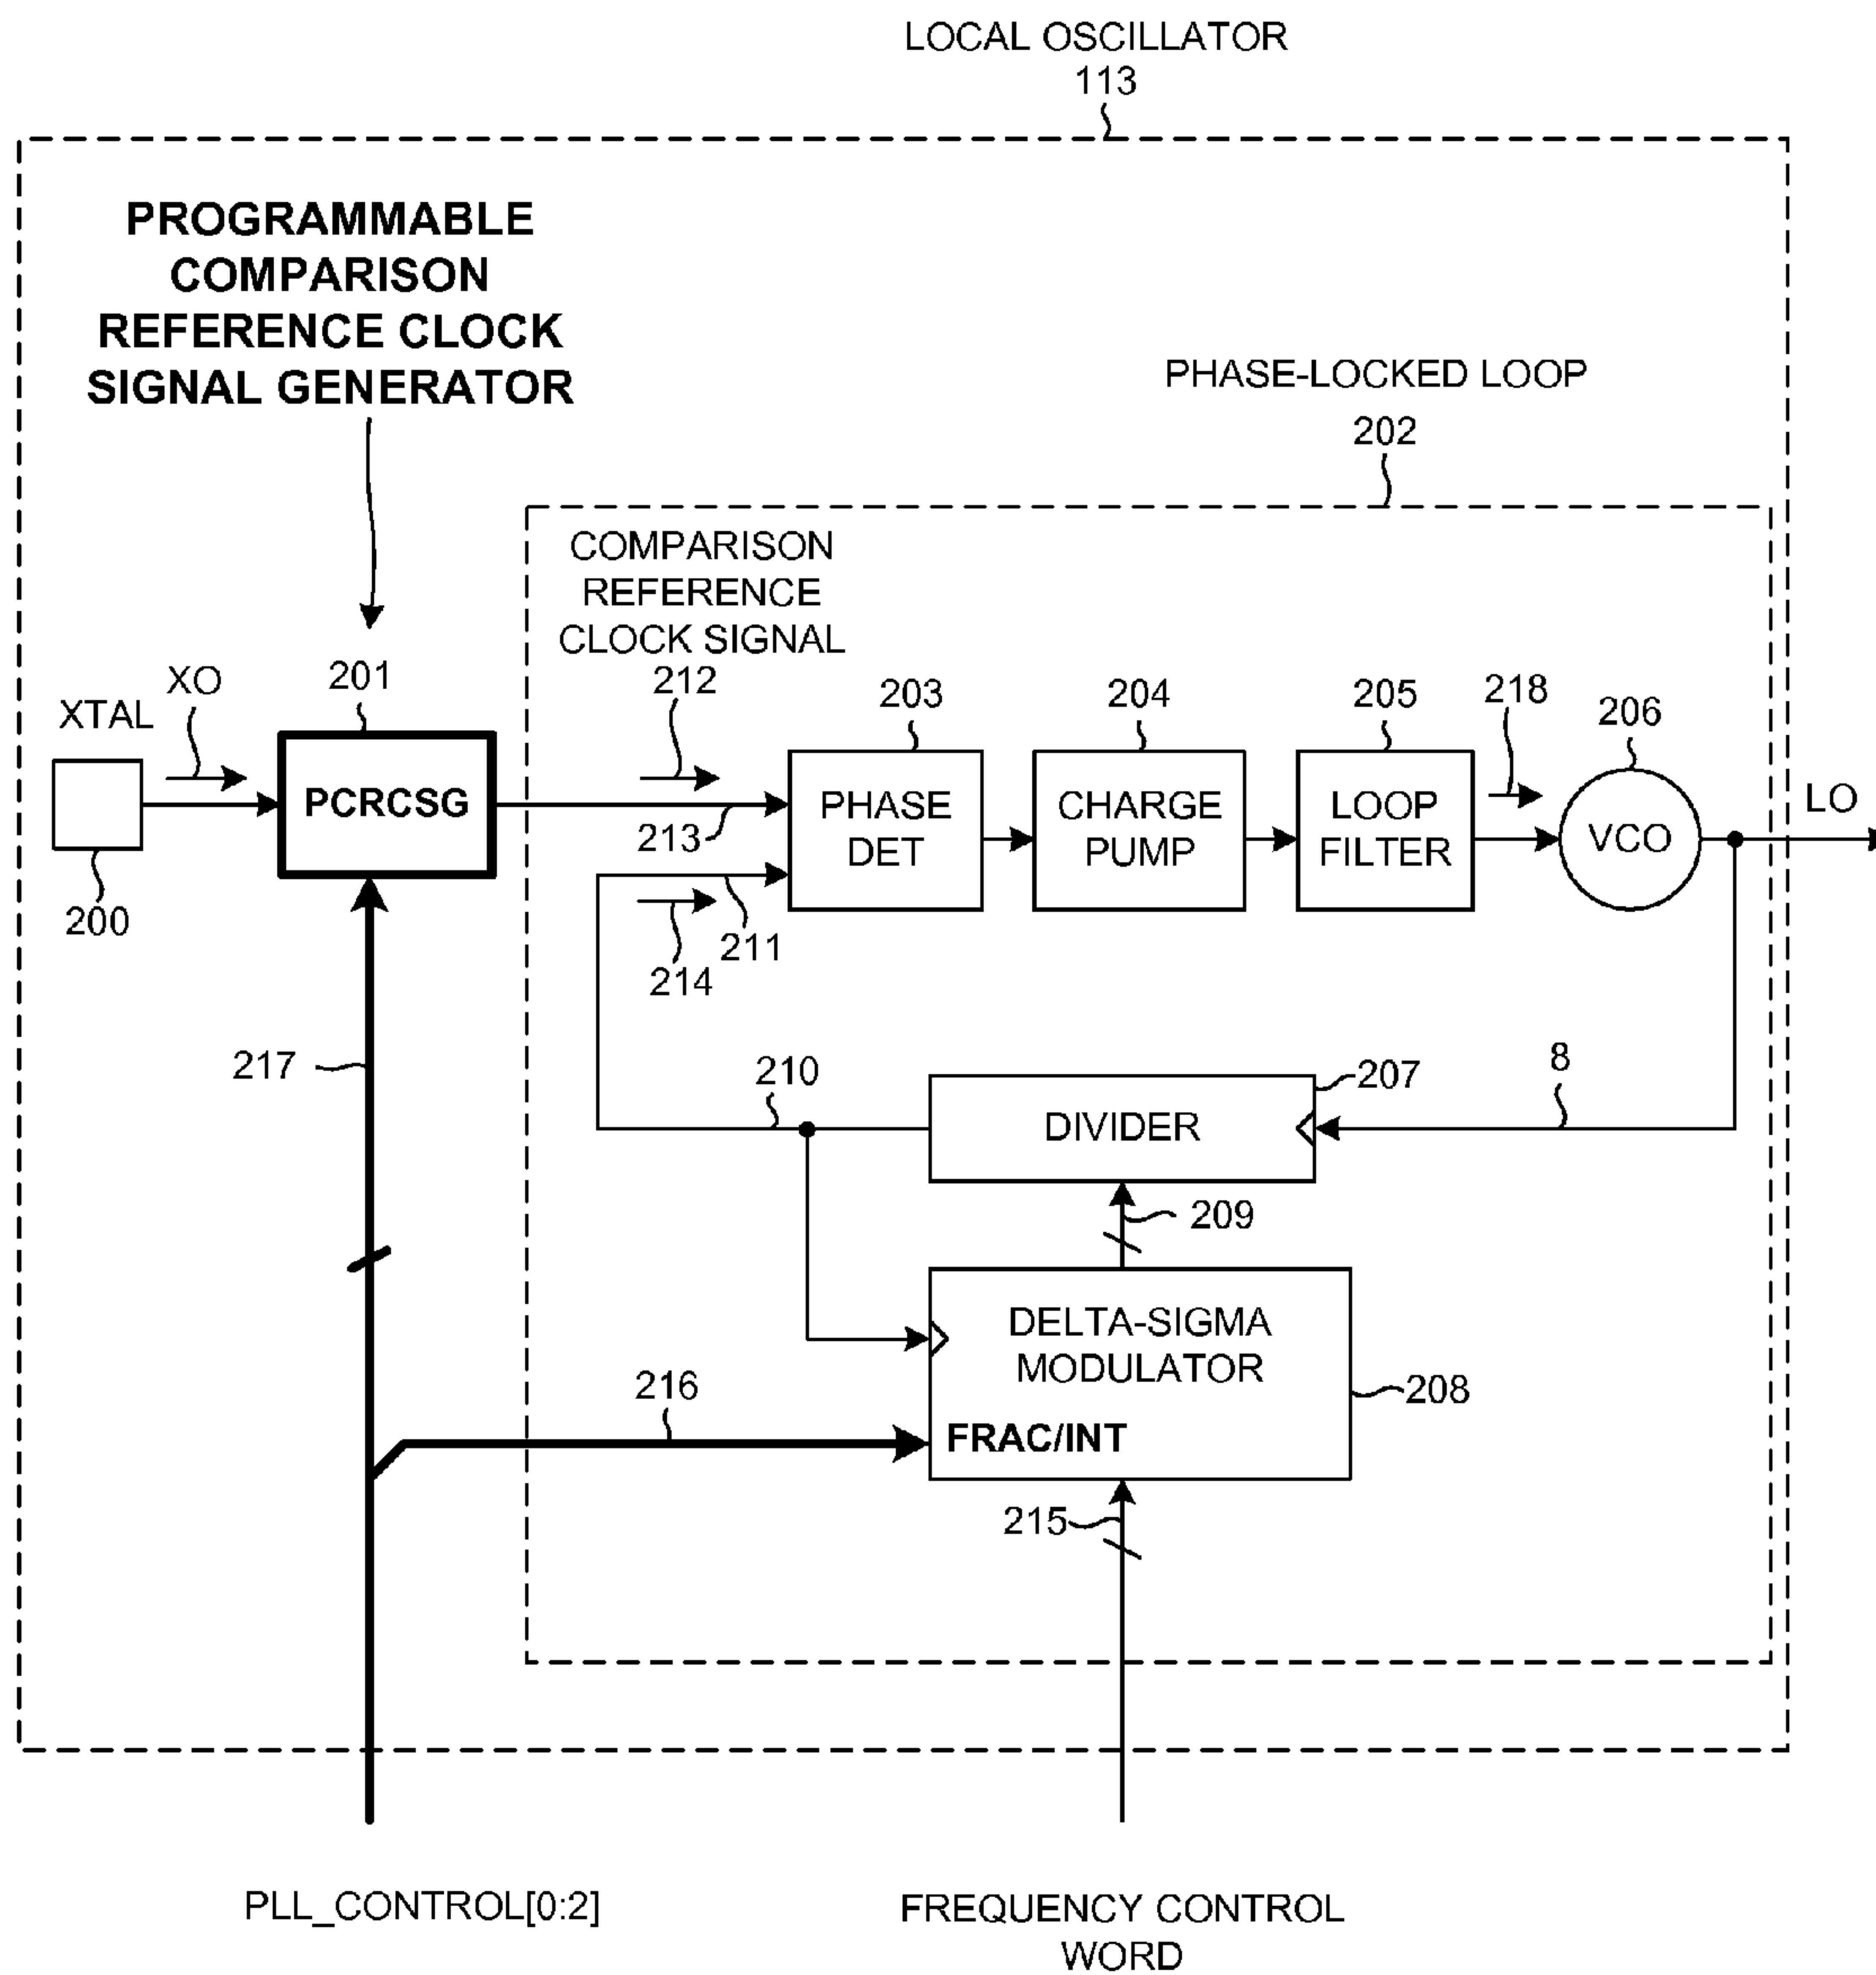 LOCAL OSCILLATOR
113
PROGRAMMABLE
COMPARISON
REFERENCE CLOCK
SIGNAL GENERATOR
PHASE-LOCKED LOOP
202
COMPARISON
REFERENCE
CLOCK SIGNAL
XTAL
XO
201
212
203
204
205
218
206
PCRCSG
PHASE
DET
CHARGE
PUMP
LOOP
FILTER
VCO
LO
200
213
211
214
217
210
DIVIDER
207
8
209
DELTA-SIGMA
MODULATOR
208
216
FRAC/INT
215
PLL_CONTROL[0:2]
FREQUENCY CONTROL
WORD